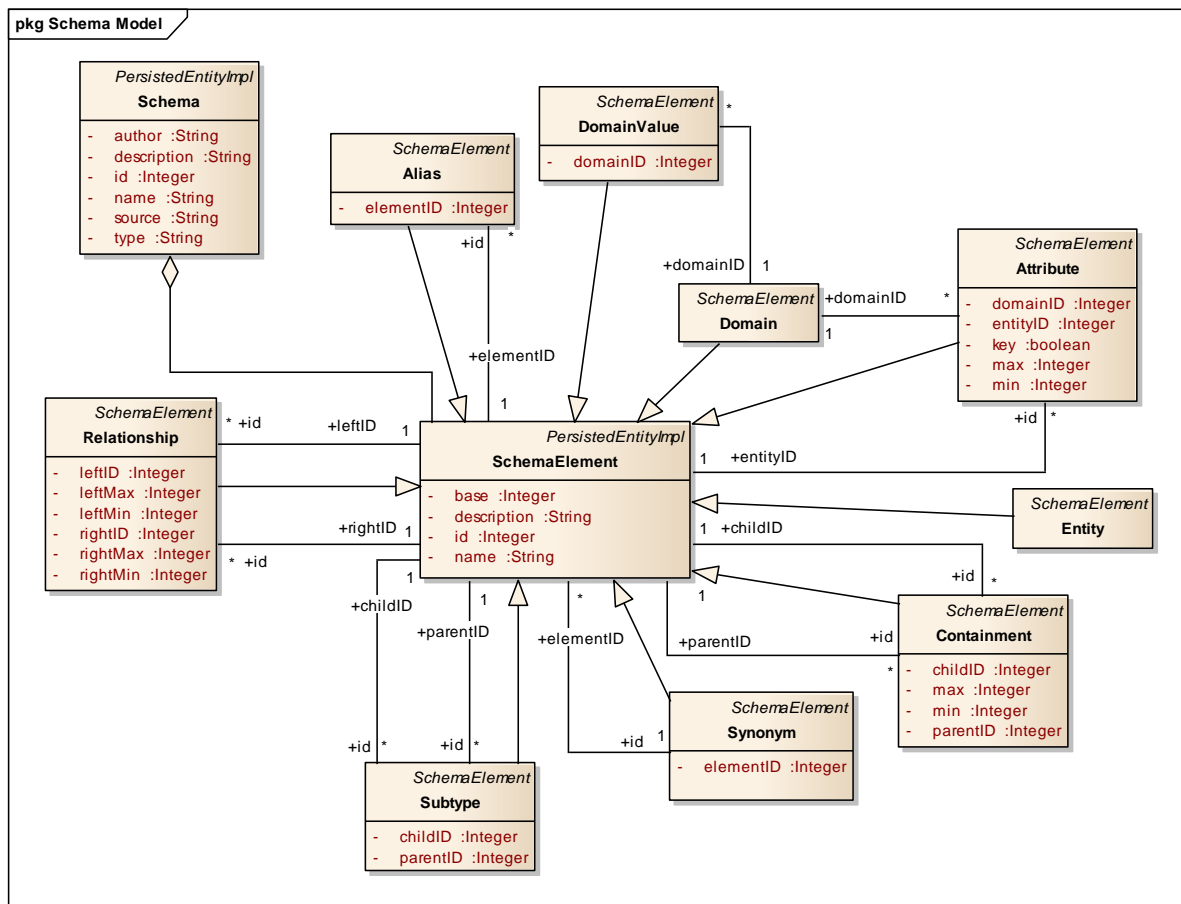 pkg Schema Model
PersistedEntityImpl
Schema
- author :String
- description :String
- id :Integer
- name :String
- source :String
- type :String
SchemaElement
Alias
- elementID :Integer
SchemaElement
DomainValue
- domainID :Integer
*
+domainID 1
SchemaElement
Domain
+domainID *
1
SchemaElement
Attribute
- domainID :Integer
- entityID :Integer
- key :boolean
- max :Integer
- min :Integer
+id *
+id *
+elementID
1
SchemaElement
Relationship
- leftID :Integer
- leftMax :Integer
- leftMin :Integer
- rightID :Integer
- rightMax :Integer
- rightMin :Integer
* +id
+leftID 1
+rightID 1
* +id
PersistedEntityImpl
SchemaElement
- base :Integer
- description :String
- id :Integer
- name :String
1 +entityID
SchemaElement
Entity
1 +childID
+id *
1
+childID
1
+parentID
*
+elementID
1
+parentID
+id
*
SchemaElement
Containment
- childID :Integer
- max :Integer
- min :Integer
- parentID :Integer
+id *
+id *
+id 1
SchemaElement
Synonym
- elementID :Integer
SchemaElement
Subtype
- childID :Integer
- parentID :Integer